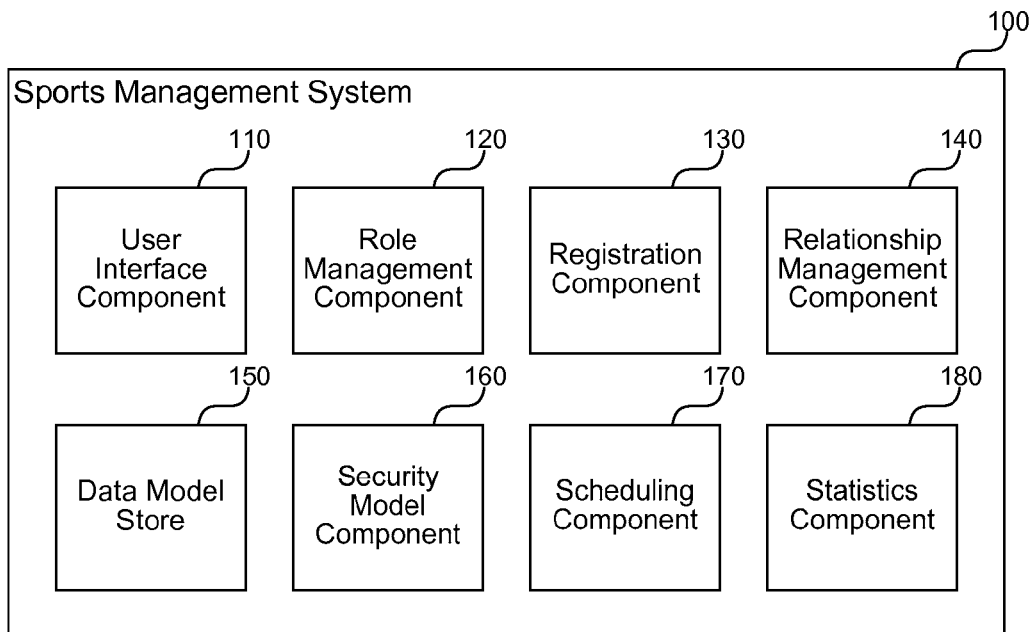 100
Sports Management System
110
120
130
140
User
Interface
Component
Role
Management
Component
Registration
Component
Relationship
Management
Component
150
160
170
180
Data Model
Store
Security
Model
Component
Scheduling
Component
Statistics
Component